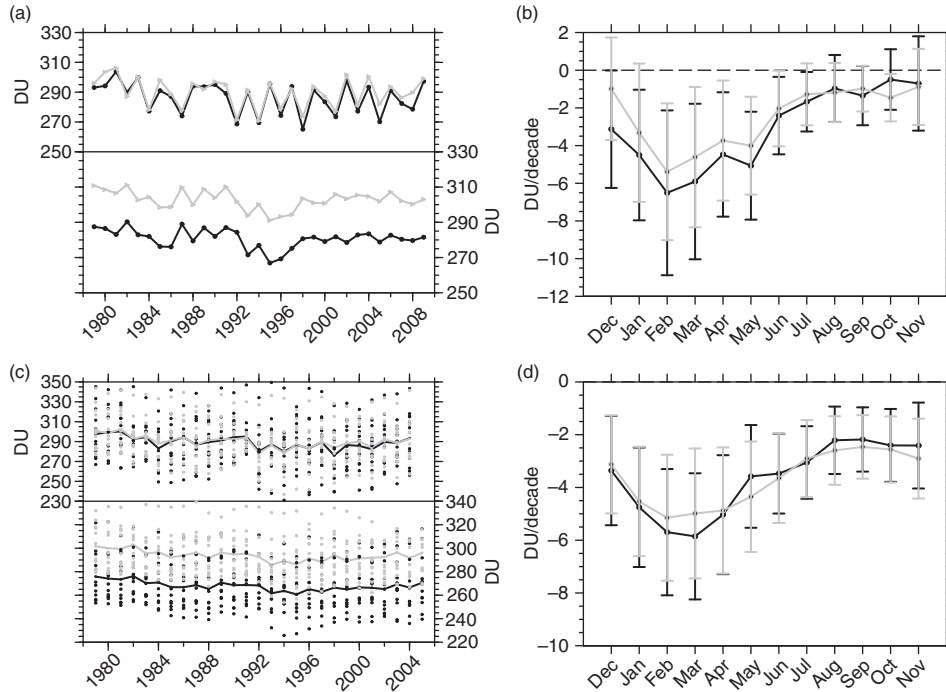 (a)
330
310
290
270
250
DU
330
310
290
270
250
DU
1980
1984
1988
1992
1996
2000
2004
2008
(b)
2
0
−2
−4
−6
−8
−10
−12
DU/decade
Dec
Jan
Feb
Mar
Apr
May
Jun
Jul
Aug
Sep
Oct
Nov
(c)
350
330
310
290
270
250
230
DU
340
320
300
280
260
240
220
DU
1980
1984
1988
1992
1996
2000
2004
(d)
0
−2
−4
−6
−8
−10
DU/decade
Dec
Jan
Feb
Mar
Apr
May
Jun
Jul
Aug
Sep
Oct
Nov